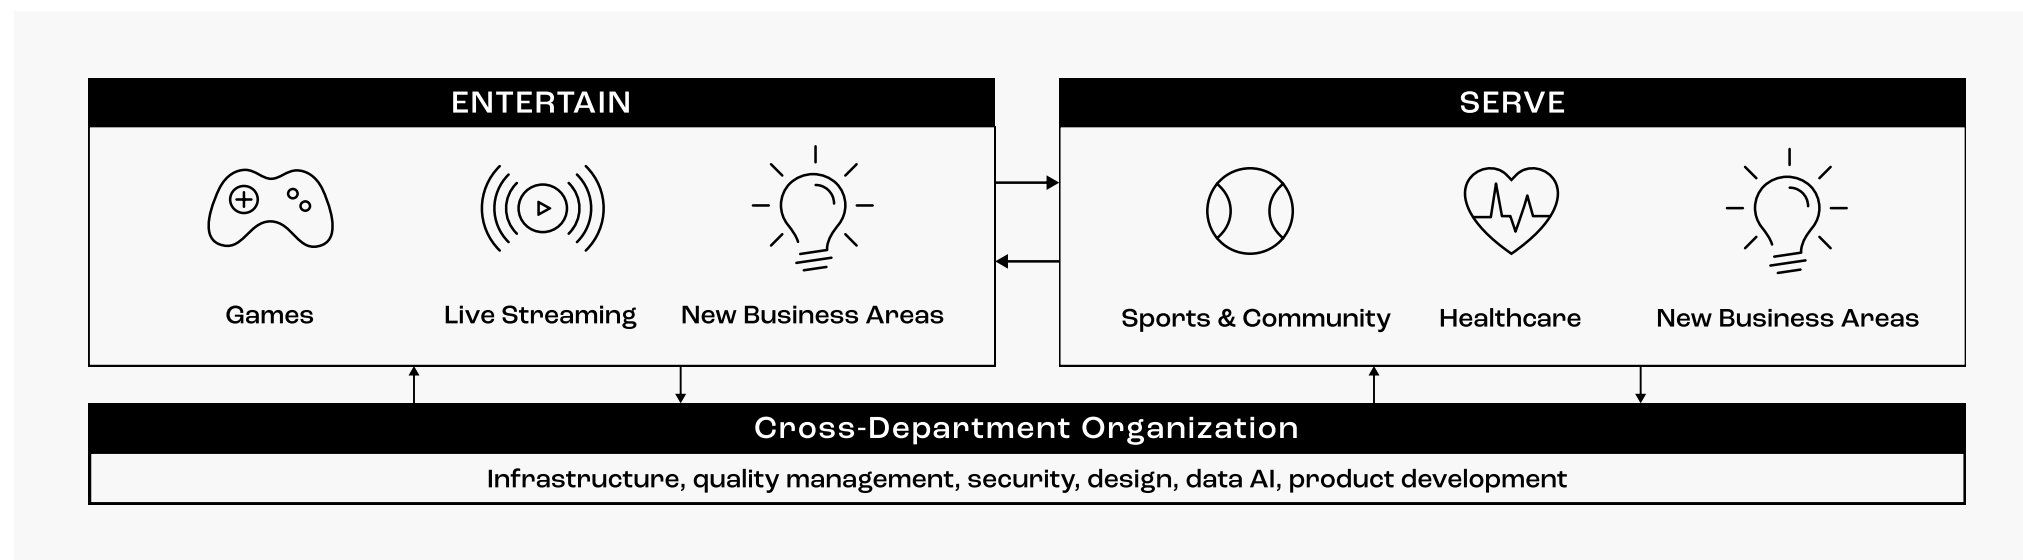 ENTERTAIN
Games
Live Streaming
New Business Areas
SERVE
Sports & Community
Healthcare
New Business Areas
Cross-Department Organization
Infrastructure, quality management, security, design, data AI, product development